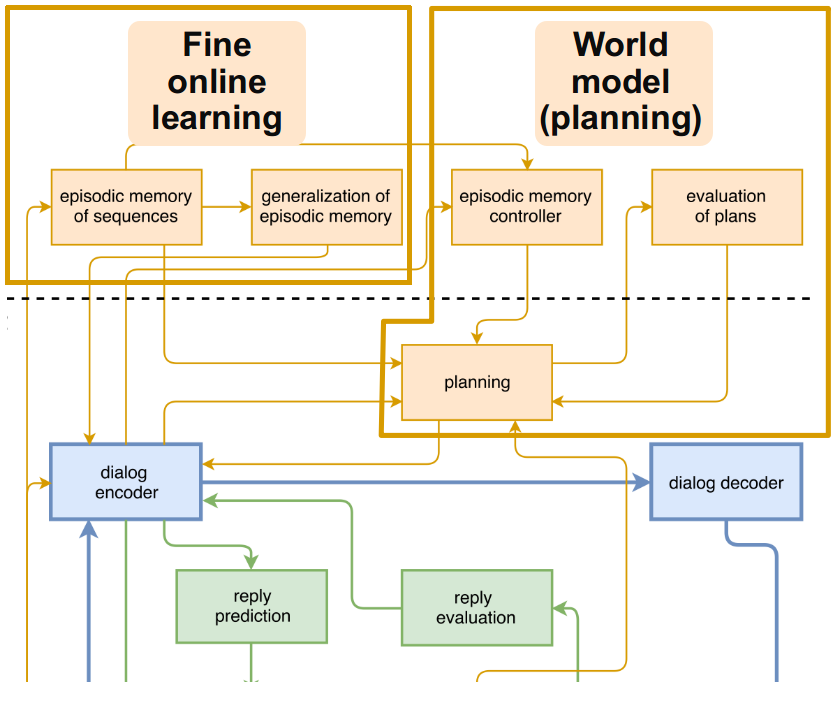 Fine
online
learning
World
model
(planning)
episodic memory
of sequences
generalization of
episodic memory
episodic memory
controller
evaluation
of plans
planning
dialog
encoder
dialog decoder
reply
prediction
reply
evaluation